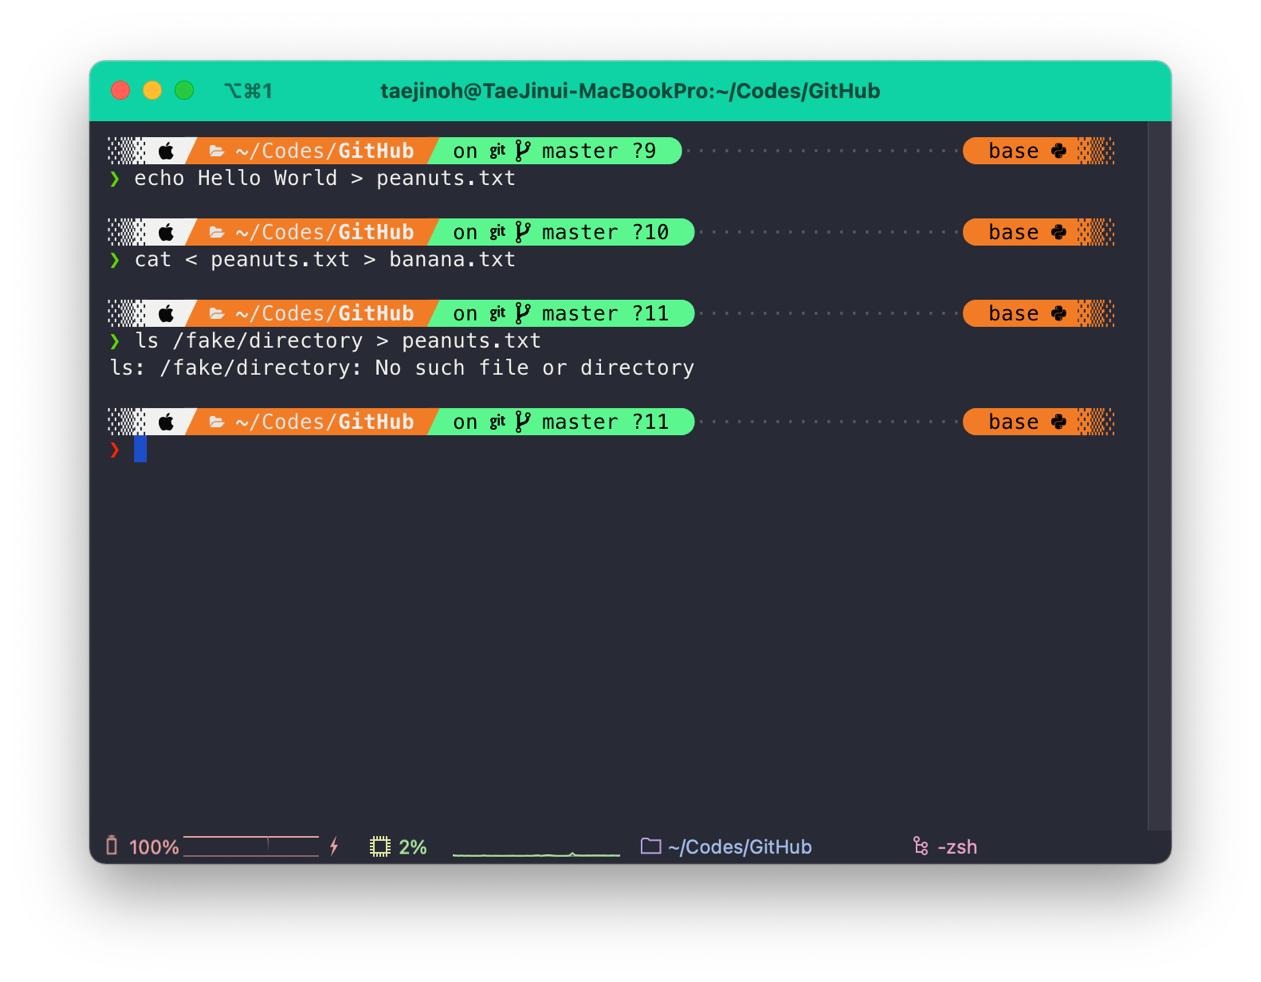 ⌥⌘1 taejinoh@TaeJinui-MacBookPro:~/Codes/GitHub
~/Codes/GitHub on git master ?9 base
❯ echo Hello World > peanuts.txt
~/Codes/GitHub on git master ?10 base
❯ cat < peanuts.txt > banana.txt
~/Codes/GitHub on git master ?11 base
❯ ls /fake/directory > peanuts.txt
ls: /fake/directory: No such file or directory
~/Codes/GitHub on git master ?11 base
❯
100% 2% ~/Codes/GitHub -zsh